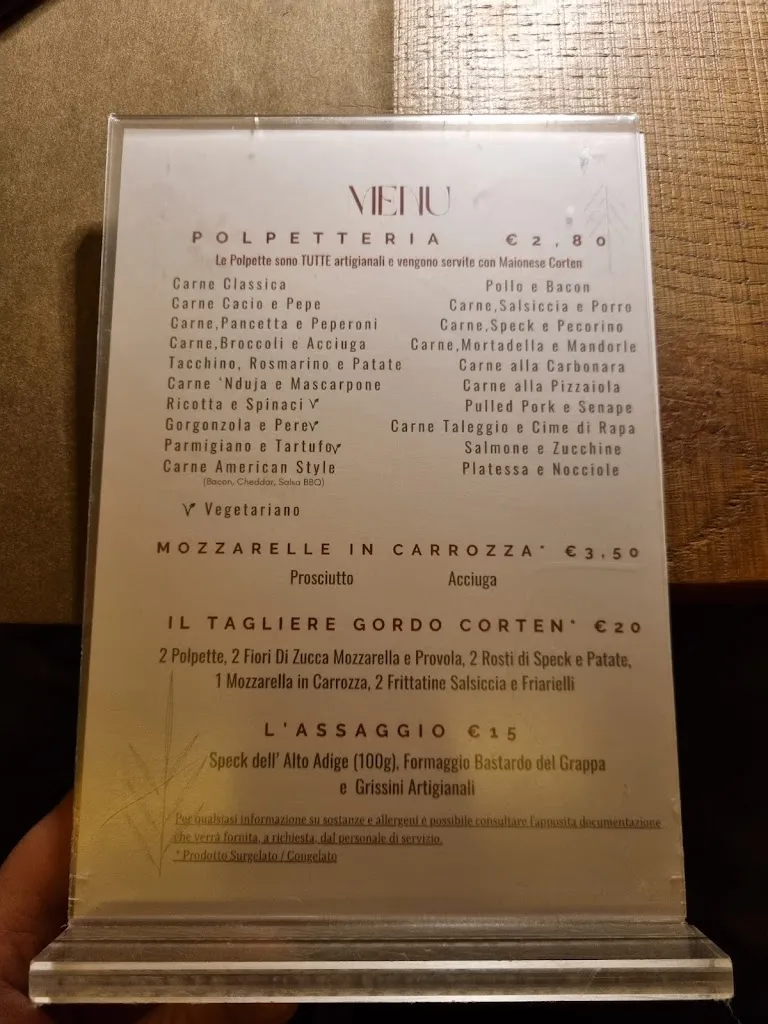 MENU
POLPETTERIA € 2,80
Le Polpette sono TUTTE artigianali e vengono servite con Maionese Corten
Carne Classica
Carne Cacio e Pepe
Carne,Pancetta e Peperoni
Carne,Broccoli e Acciuga
Tacchino, Rosmarino e Patate
Carne ‘Nduja e Mascarpone
Ricotta e Spinaci
Gorgonzola e Pere
Parmigiano e Tartufo
Carne American Style
(Bacon, Cheddar, Salsa BBQ)
Vegetariano
Pollo e Bacon
Carne,Salsiccia e Porro
Carne,Speck e Pecorino
Carne,Mortadella e Mandorle
Carne alla Carbonara
Carne alla Pizzaiola
Pulled Pork e Senape
Carne Taleggio e Cime di Rapa
Salmone e Zucchine
Platessa e Nocciole
MOZZARELLE IN CARROZZA* €3,50
Prosciutto Acciuga
IL TAGLIERE GORDO CORTEN* €20
2 Polpette, 2 Fiori Di Zucca Mozzarella e Provola, 2 Rosti di Speck e Patate,
1 Mozzarella in Carrozza, 2 Frittatine Salsiccia e Friarielli
L'ASSAGGIO €15
Speck dell' Alto Adige (100g), Formaggio Bastardo del Grappa
e Grissini Artigianali
Per qualsiasi informazione su sostanze e allergeni è possibile consultare l'apposita documentazione
che verrà fornita, a richiesta, dal personale di servizio.
* Prodotto Surgelato / Congelato